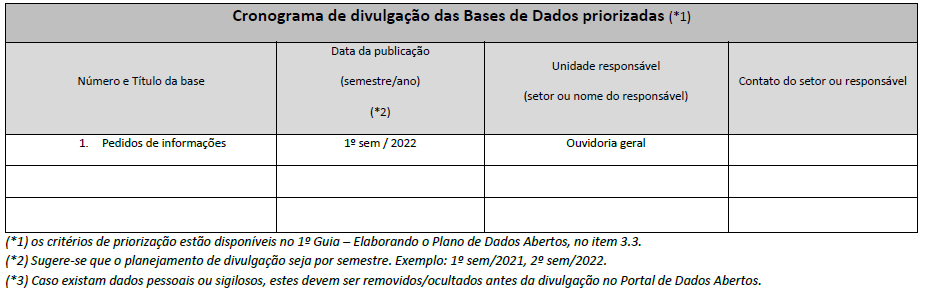 Cronograma de divulgação das Bases de Dados priorizadas (*1)
Número e Título da base
Data da publicação
(semestre/ano)
(*2)
Unidade responsável
(setor ou nome do responsável)
Contato do setor ou responsável
1. Pedidos de informações
1º sem / 2022
Ouvidoria geral
(*1) os critérios de priorização estão disponíveis no 1º Guia – Elaborando o Plano de Dados Abertos, no item 3.3.
(*2) Sugere-se que o planejamento de divulgação seja por semestre. Exemplo: 1º sem/2021, 2º sem/2022.
(*3) Caso existam dados pessoais ou sigilosos, estes devem ser removidos/ocultados antes da divulgação no Portal de Dados Abertos.